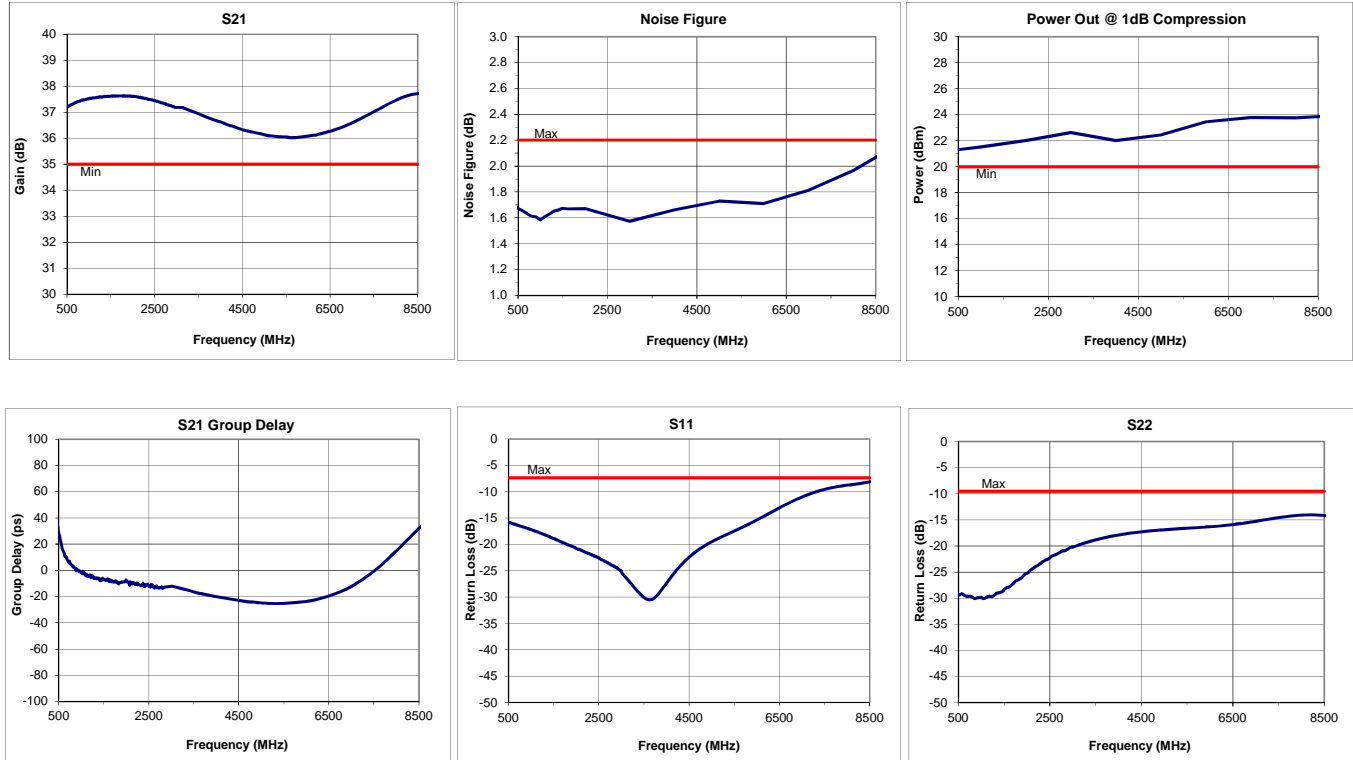 S21
40
39
38
37
36
35
34
33
32
31
30
Min
Gain (dB)
500 2500 4500 6500 8500
Frequency (MHz)
Noise Figure
3.0
2.8
2.6
2.4
2.2
2.0
1.8
1.6
1.4
1.2
1.0
Max
Noise Figure (dB)
500 2500 4500 6500 8500
Frequency (MHz)
Power Out @ 1dB Compression
30
28
26
24
22
20
18
16
14
12
10
Min
Power (dBm)
500 2500 4500 6500 8500
Frequency (MHz)
S21 Group Delay
100
80
60
40
20
0
-20
-40
-60
-80
-100
Group Delay (ps)
500 2500 4500 6500 8500
Frequency (MHz)
S11
0
-5
-10
-15
-20
-25
-30
-35
-40
-45
-50
Max
Return Loss (dB)
500 2500 4500 6500 8500
Frequency (MHz)
S22
0
-5
-10
-15
-20
-25
-30
-35
-40
-45
-50
Max
Return Loss (dB)
500 2500 4500 6500 8500
Frequency (MHz)